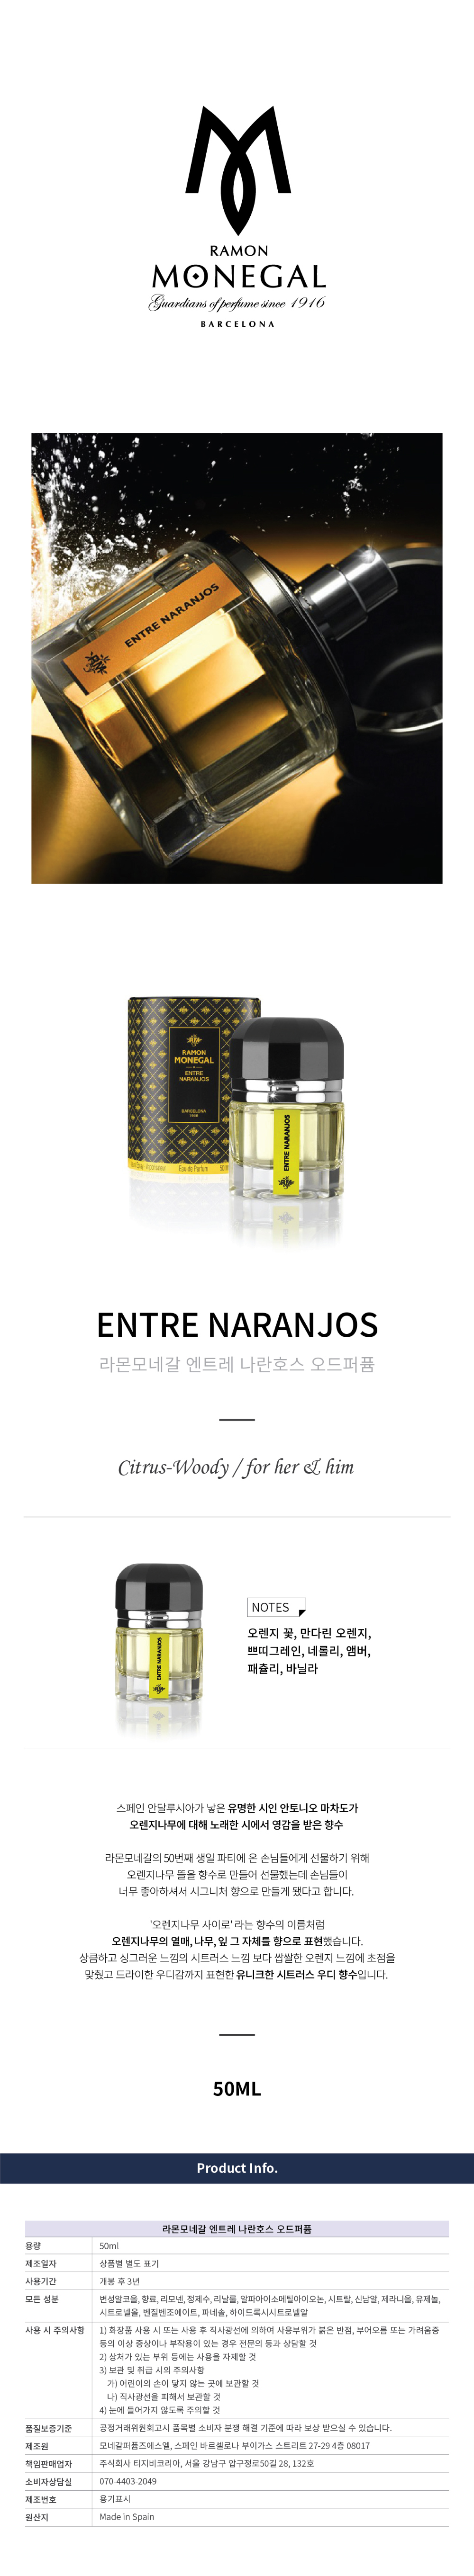 RAMON
MONEGAL
Guardians of perfume since 1916
BARCELONA
ENTRE NARANJOS
RAMON
MONEGAL
ENTRE
NARANJOS
BARCELONA
1916
Eau de Parfum
ENTRE NARANJOS
ENTRE NARANJOS
라몬모네갈 엔트레 나란호스 오드퍼퓸
Citrus-Woody / for her & him
ENTRE NARANJOS
NOTES
오렌지 꽃, 만다린 오렌지,
쁘띠그레인, 네롤리, 앰버,
패츌리, 바닐라
스페인 안달루시아가 낳은 유명한 시인 안토니오 마차도가
오렌지나무에 대해 노래한 시에서 영감을 받은 향수
라몬모네갈의 50번째 생일 파티에 온 손님들에게 선물하기 위해
오렌지나무 뜰을 향수로 만들어 선물했는데 손님들이
너무 좋아하셔서 시그니처 향으로 만들게 됐다고 합니다.
'오렌지나무 사이로' 라는 향수의 이름처럼
오렌지나무의 열매, 나무, 잎 그 자체를 향으로 표현했습니다.
상큼하고 싱그러운 느낌의 시트러스 느낌 보다 쌉쌀한 오렌지 느낌에 초점을
맞췄고 드라이한 우디감까지 표현한 유니크한 시트러스 우디 향수입니다.
50ML
Product Info.
라몬모네갈 엔트레 나란호스 오드퍼퓸
용량 50ml
제조일자 상품별 별도 표기
사용기간 개봉 후 3년
모든 성분 변성알코올, 향료, 리모넨, 정제수, 리날룰, 알파아이소메틸아이오논, 시트랄, 신남알, 제라니올, 유제놀,
시트로넬올, 벤질벤조에이트, 파네솔, 하이드록시시트로넬알
사용 시 주의사항 1) 화장품 사용 시 또는 사용 후 직사광선에 의하여 사용부위가 붉은 반점, 부어오름 또는 가려움증
등의 이상 증상이나 부작용이 있는 경우 전문의 등과 상담할 것
2) 상처가 있는 부위 등에는 사용을 자제할 것
3) 보관 및 취급 시의 주의사항
가) 어린이의 손이 닿지 않는 곳에 보관할 것
나) 직사광선을 피해서 보관할 것
4) 눈에 들어가지 않도록 주의할 것
품질보증기준 공정거래위원회고시 품목별 소비자 분쟁 해결 기준에 따라 보상 받으실 수 있습니다.
제조원 모네갈퍼퓸즈에스엘, 스페인 바르셀로나 부이가스 스트리트 27-29 4층 08017
책임판매업자 주식회사 티지비코리아, 서울 강남구 압구정로50길 28, 132호
소비자상담실 070-4403-2049
제조번호 용기표시
원산지 Made in Spain